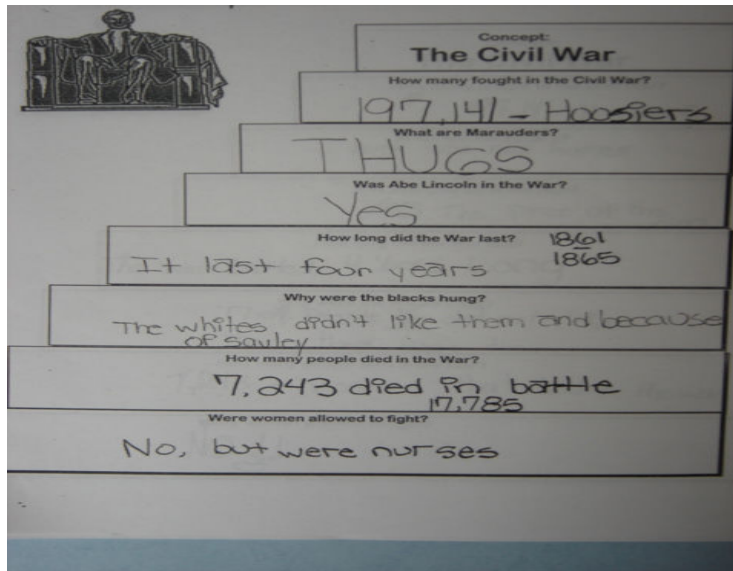 Concept:
The Civil War
How many fought in the Civil War?
197,141 - Hoosiers
What are Marauders?
THUGS
Was Abe Lincoln in the War?
Yes
How long did the War last? 1861
It last four years 1865
Why were the blacks hung?
The whites didn't like them and because
of savley
How many people died in the War?
7,243 died in battle
17,785
Were women allowed to fight?
No, but were nurses